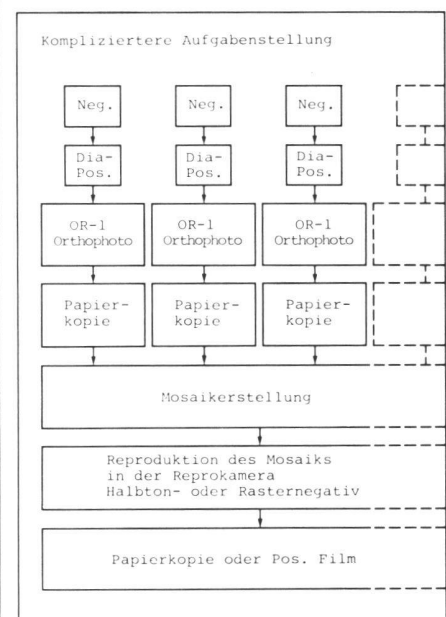 Kompliziertere Aufgabenstellung
Neg. Neg. Neg.
Dia- Dia- Dia-
Pos. Pos. Pos.
OR-1 OR-1 OR-1
Orthophoto Orthophoto Orthophoto
Papier- Papier- Papier-
kopie kopie kopie
Mosaikerstellung
Reproduktion des Mosaiks
in der Reprokamera
Halbton- oder Rasternegativ
Papierkopie oder Pos. Film